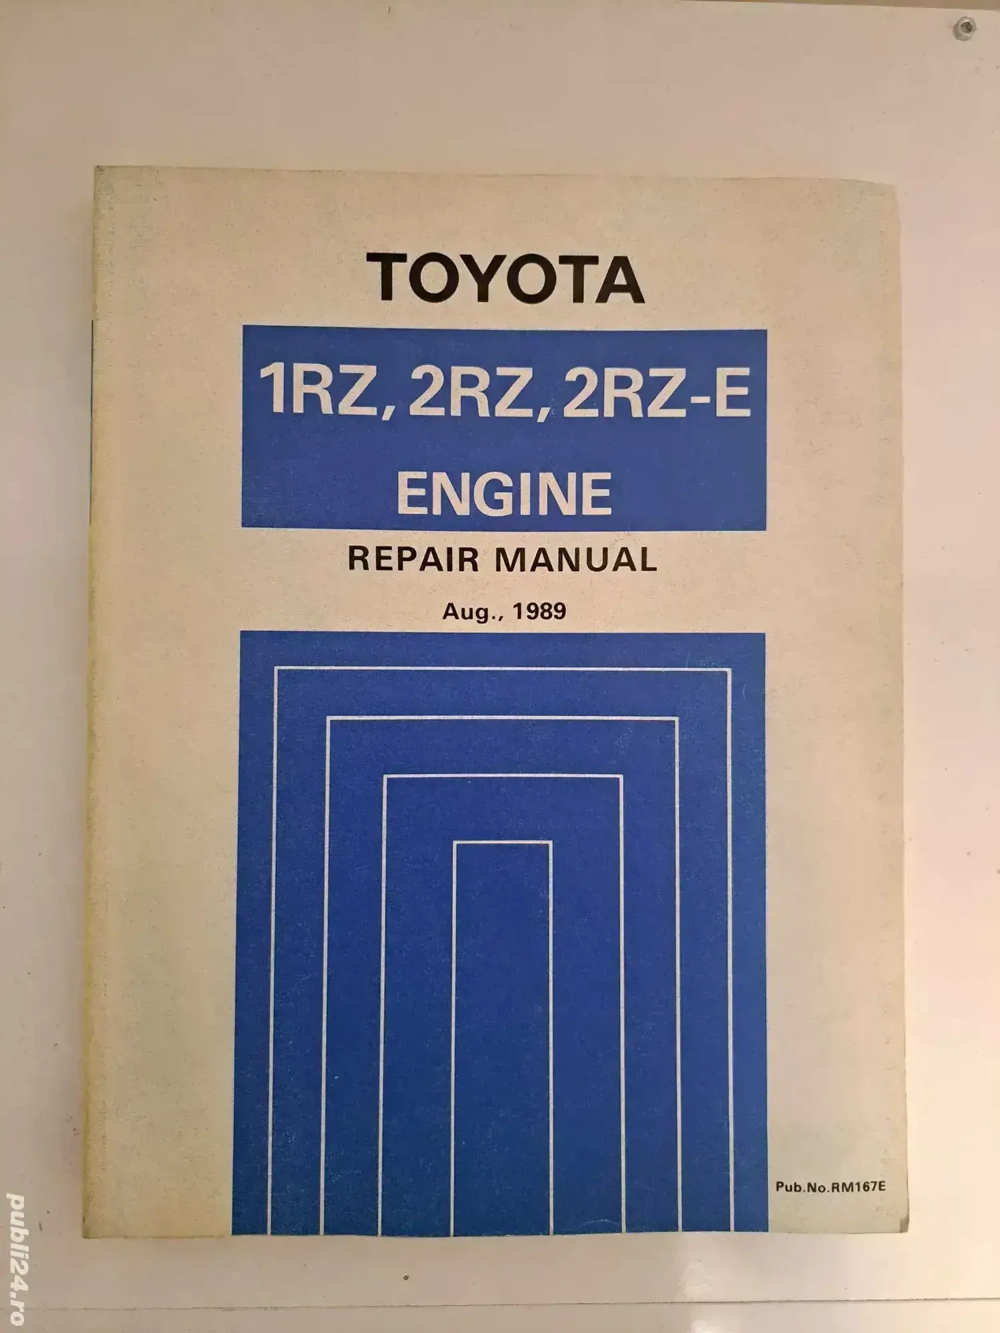 TOYOTA
1RZ, 2RZ, 2RZ-E
ENGINE
REPAIR MANUAL
Aug., 1989
Pub.No.RM167E
publi24.ro